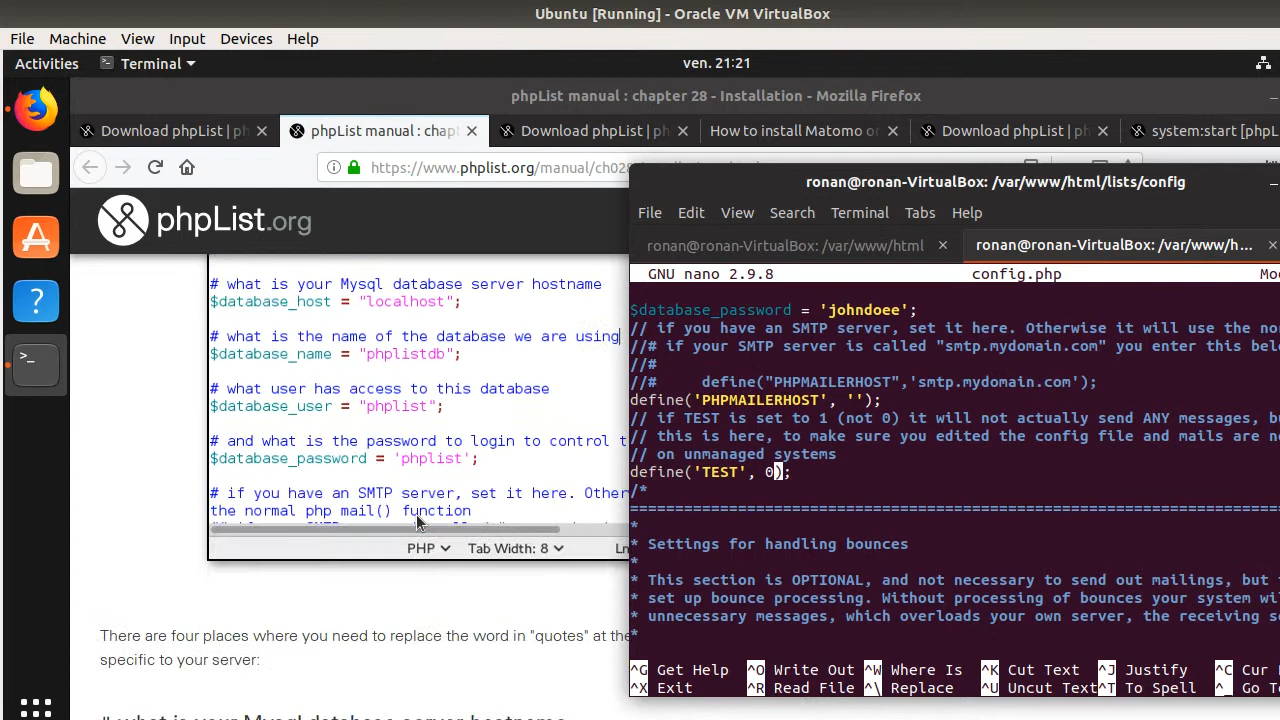 Ubuntu [Running] - Oracle VM VirtualBox
File Machine View Input Devices Help
Activities Terminal ven. 21:21
phpList manual : chapter 28 - Installation - Mozilla Firefox
Download phpList | ph × phpList manual : chap × Download phpList | ph × How to install Matomo or × Download phpList | ph × system:start [phpL
https://www.phplist.org/manual/ch028
phpList.org
# what is your Mysql database server hostname
$database_host = "localhost";
# what is the name of the database we are using
$database_name = "phplistdb";
# what user has access to this database
$database_user = "phplist";
# and what is the password to login to control t
$database_password = 'phplist';
# if you have an SMTP server, set it here. Other
the normal php mail() function
PHP Tab Width: 8 Ln
There are four places where you need to replace the word in "quotes" at the
specific to your server:
# what is your Mysql database server hostname
ronan@ronan-VirtualBox: /var/www/html/lists/config
File Edit View Search Terminal Tabs Help
ronan@ronan-VirtualBox: /var/www/html × ronan@ronan-VirtualBox: /var/www/h... ×
GNU nano 2.9.8 config.php Mo
$database_password = 'johndoee';
// if you have an SMTP server, set it here. Otherwise it will use the no
//# if your SMTP server is called "smtp.mydomain.com" you enter this bel
//#
//# define("PHPMAILERHOST",'smtp.mydomain.com');
define('PHPMAILERHOST', '');
// if TEST is set to 1 (not 0) it will not actually send ANY messages, bu
// this is here, to make sure you edited the config file and mails are no
// on unmanaged systems
define('TEST', 0);
/*
=========================================================================
*
* Settings for handling bounces
*
* This section is OPTIONAL, and not necessary to send out mailings, but
* set up bounce processing. Without processing of bounces your system wi
* unnecessary messages, which overloads your own server, the receiving s
*
^G Get Help ^O Write Out ^W Where Is ^K Cut Text ^J Justify ^C Cur
^X Exit ^R Read File ^\ Replace ^U Uncut Text ^T To Spell ^_ Go To